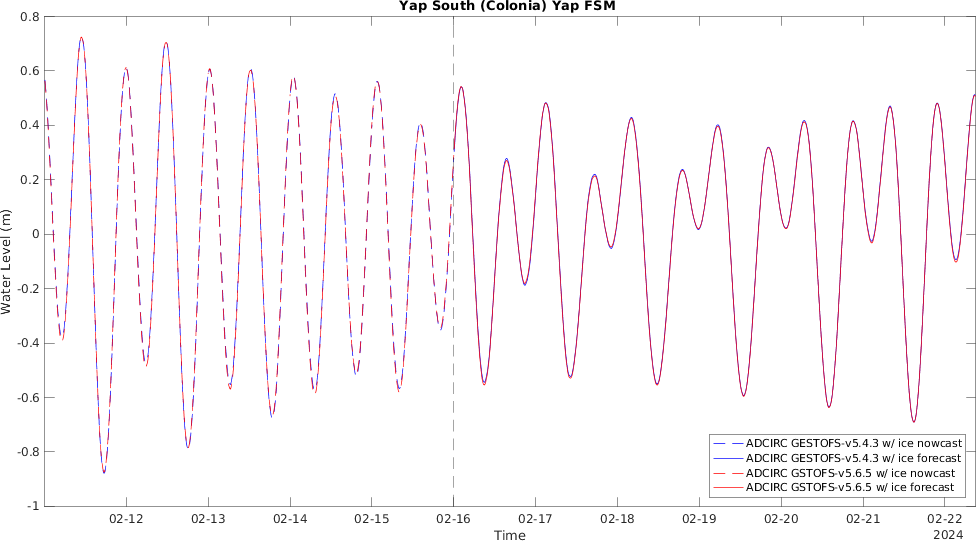 Yap South (Colonia) Yap FSM
0.8
0.6
0.4
0.2
0
-0.2
-0.4
-0.6
-0.8
-1
Water Level (m)
ADCIRC GESTOFS-v5.4.3 w/ ice nowcast
ADCIRC GESTOFS-v5.4.3 w/ ice forecast
ADCIRC GSTOFS-v5.6.5 w/ ice nowcast
ADCIRC GSTOFS-v5.6.5 w/ ice forecast
02-12 02-13 02-14 02-15 02-16 02-17 02-18 02-19 02-20 02-21 02-22
Time
2024